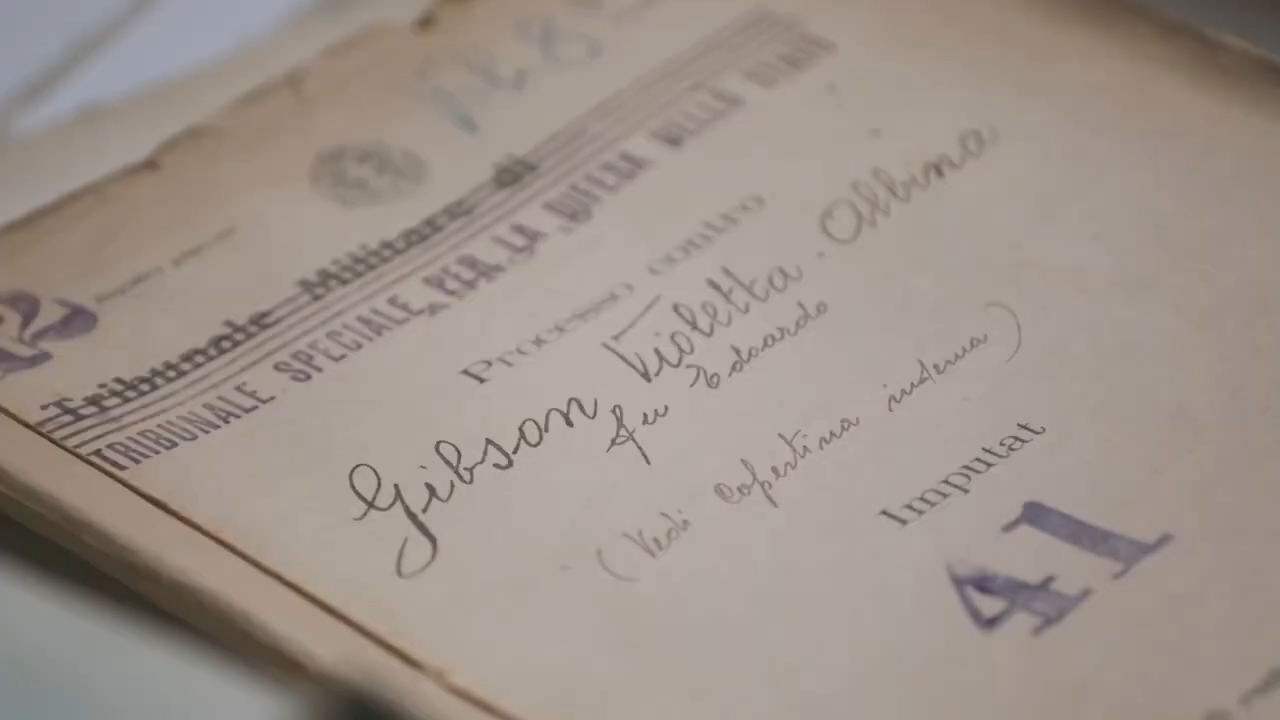 Tribunale Militare di
TRIBUNALE SPECIALE PER LA DIFESA DELLO STATO
Processo contro
Gibson Violetta. Albina
fu Edoardo
(Vedi Copertina interna)
Imputat
41